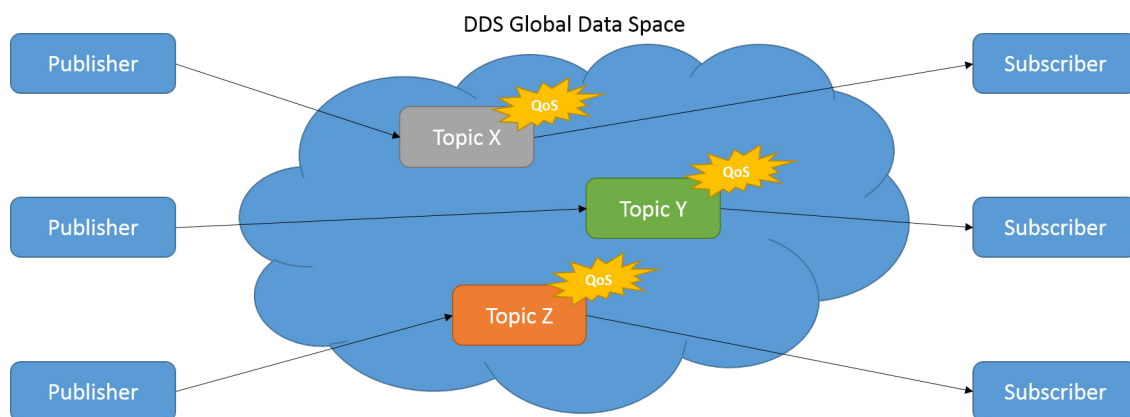 DDS Global Data Space
Publisher
Subscriber
QoS
Topic X
QoS
Publisher
Topic Y
Subscriber
QoS
Topic Z
Publisher
Subscriber